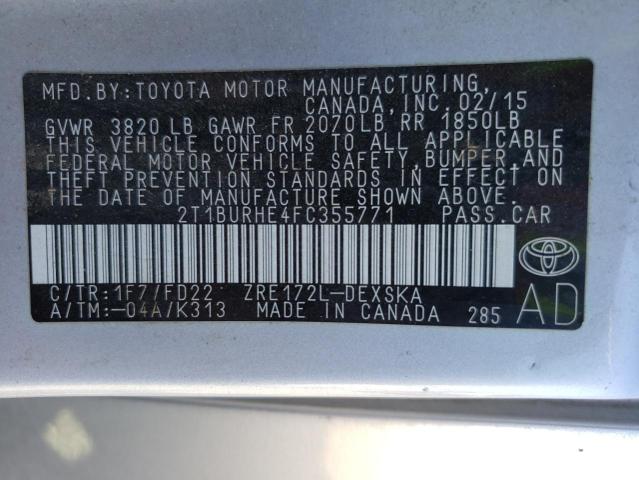 MFD.BY:TOYOTA MOTOR MANUFACTURING,
CANADA, INC. 02/15
GVWR 3820 LB GAWR FR 2070LB RR 1850LB
THIS VEHICLE CONFORMS TO ALL APPLICABLE
FEDERAL MOTOR VEHICLE SAFETY, BUMPER, AND
THEFT PREVENTION STANDARDS IN EFFECT ON
THE DATE OF MANUFACTURE SHOWN ABOVE.
2T1BURHE4FC355771 PASS.CAR
C/TR:1F7/FD22 ZRE172L-DEXSKA
A/TM:-04A/K313 MADE IN CANADA 285
AD